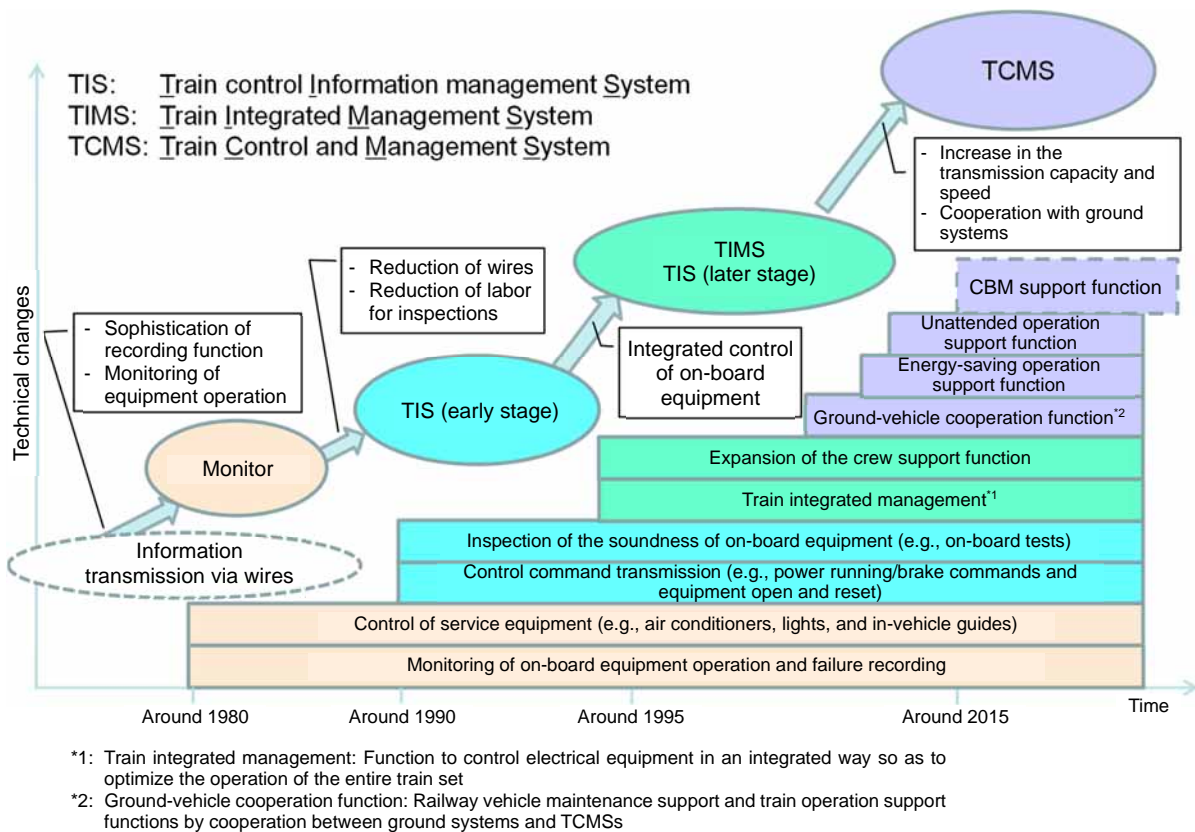 TIS: Train control Information management System
TIMS: Train Integrated Management System
TCMS: Train Control and Management System
TCMS
- Increase in the
transmission capacity and
speed
- Cooperation with ground
systems
TIMS
TIS (later stage)
- Reduction of wires
- Reduction of labor
for inspections
CBM support function
- Sophistication of
recording function
- Monitoring of
equipment operation
Integrated control
of on-board
equipment
Unattended operation
support function
Energy-saving operation
support function
TIS (early stage)
Ground-vehicle cooperation function*2
Technical changes
Monitor
Expansion of the crew support function
Train integrated management*1
Information
transmission via wires
Inspection of the soundness of on-board equipment (e.g., on-board tests)
Control command transmission (e.g., power running/brake commands and
equipment open and reset)
Control of service equipment (e.g., air conditioners, lights, and in-vehicle guides)
Monitoring of on-board equipment operation and failure recording
Around 1980
Around 1990
Around 1995
Around 2015
Time
*1: Train integrated management: Function to control electrical equipment in an integrated way so as to
optimize the operation of the entire train set
*2: Ground-vehicle cooperation function: Railway vehicle maintenance support and train operation support
functions by cooperation between ground systems and TCMSs